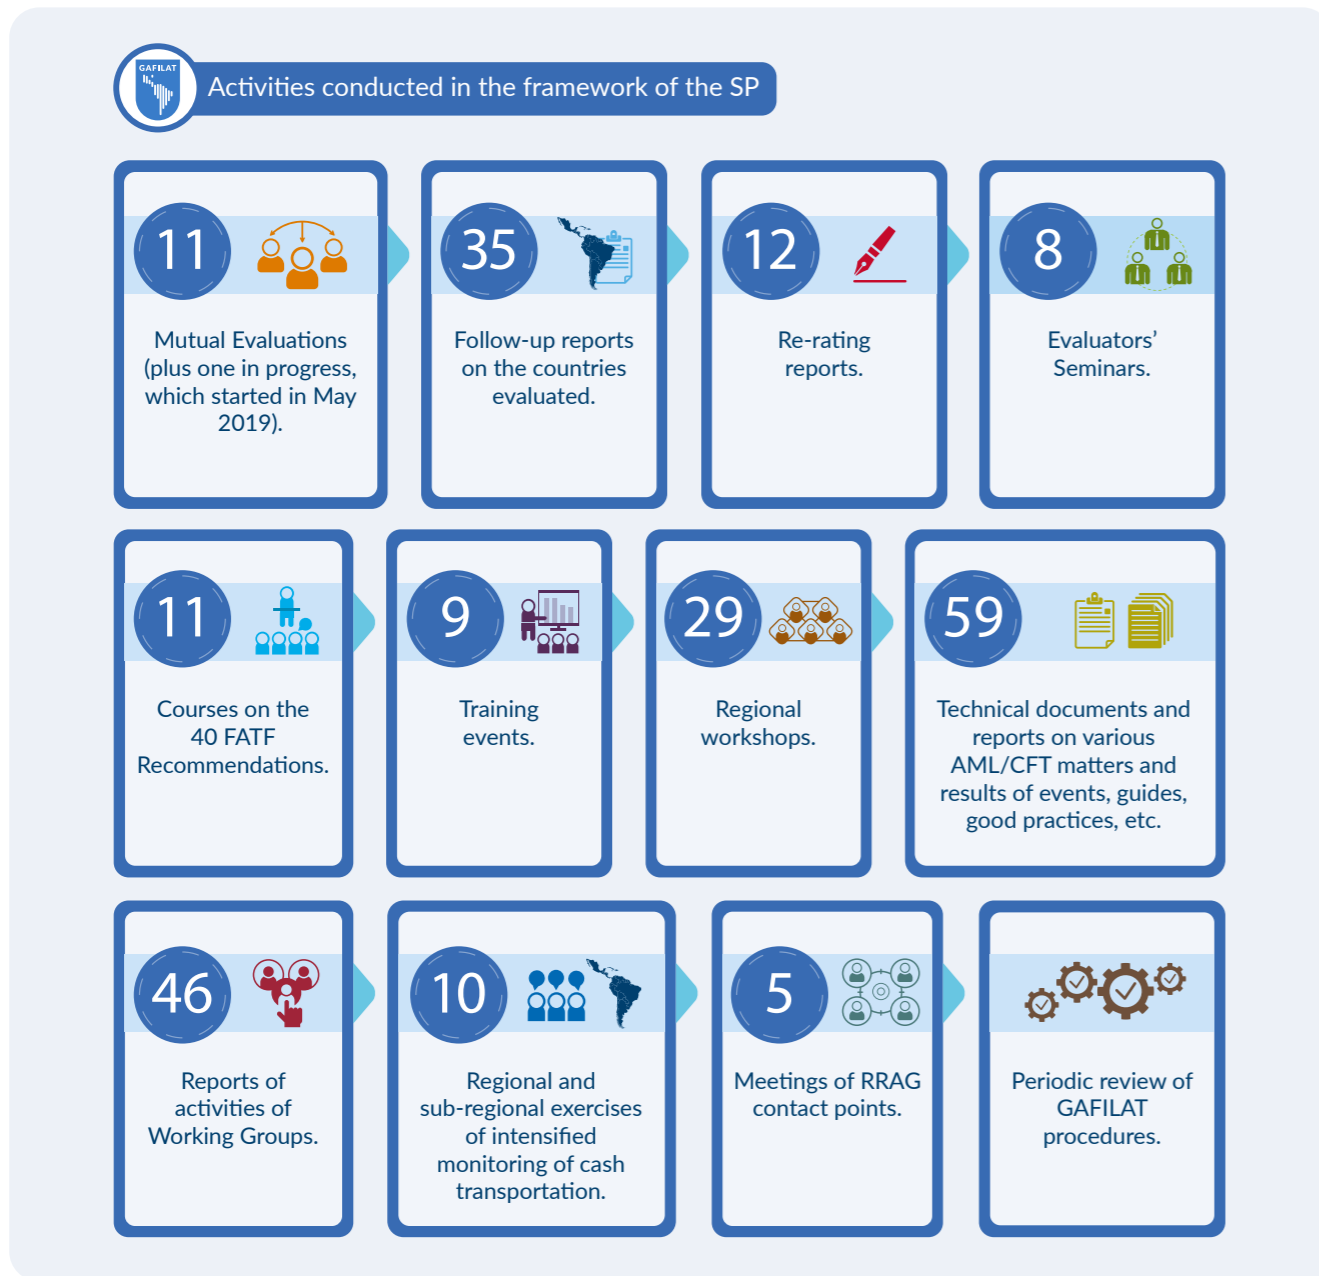 GAFILAT
Activities conducted in the framework of the SP
11
Mutual Evaluations
(plus one in progress,
which started in May
2019).
35
Follow-up reports
on the countries
evaluated.
12
Re-rating
reports.
8
Evaluators’
Seminars.
11
Courses on the
40 FATF
Recommendations.
9
Training
events.
29
Regional
workshops.
59
Technical documents and
reports on various
AML/CFT matters and
results of events, guides,
good practices, etc.
46
Reports of
activities of
Working Groups.
10
Regional and
sub-regional exercises
of intensified
monitoring of cash
transportation.
5
Meetings of RRAG
contact points.
Periodic review of
GAFILAT
procedures.